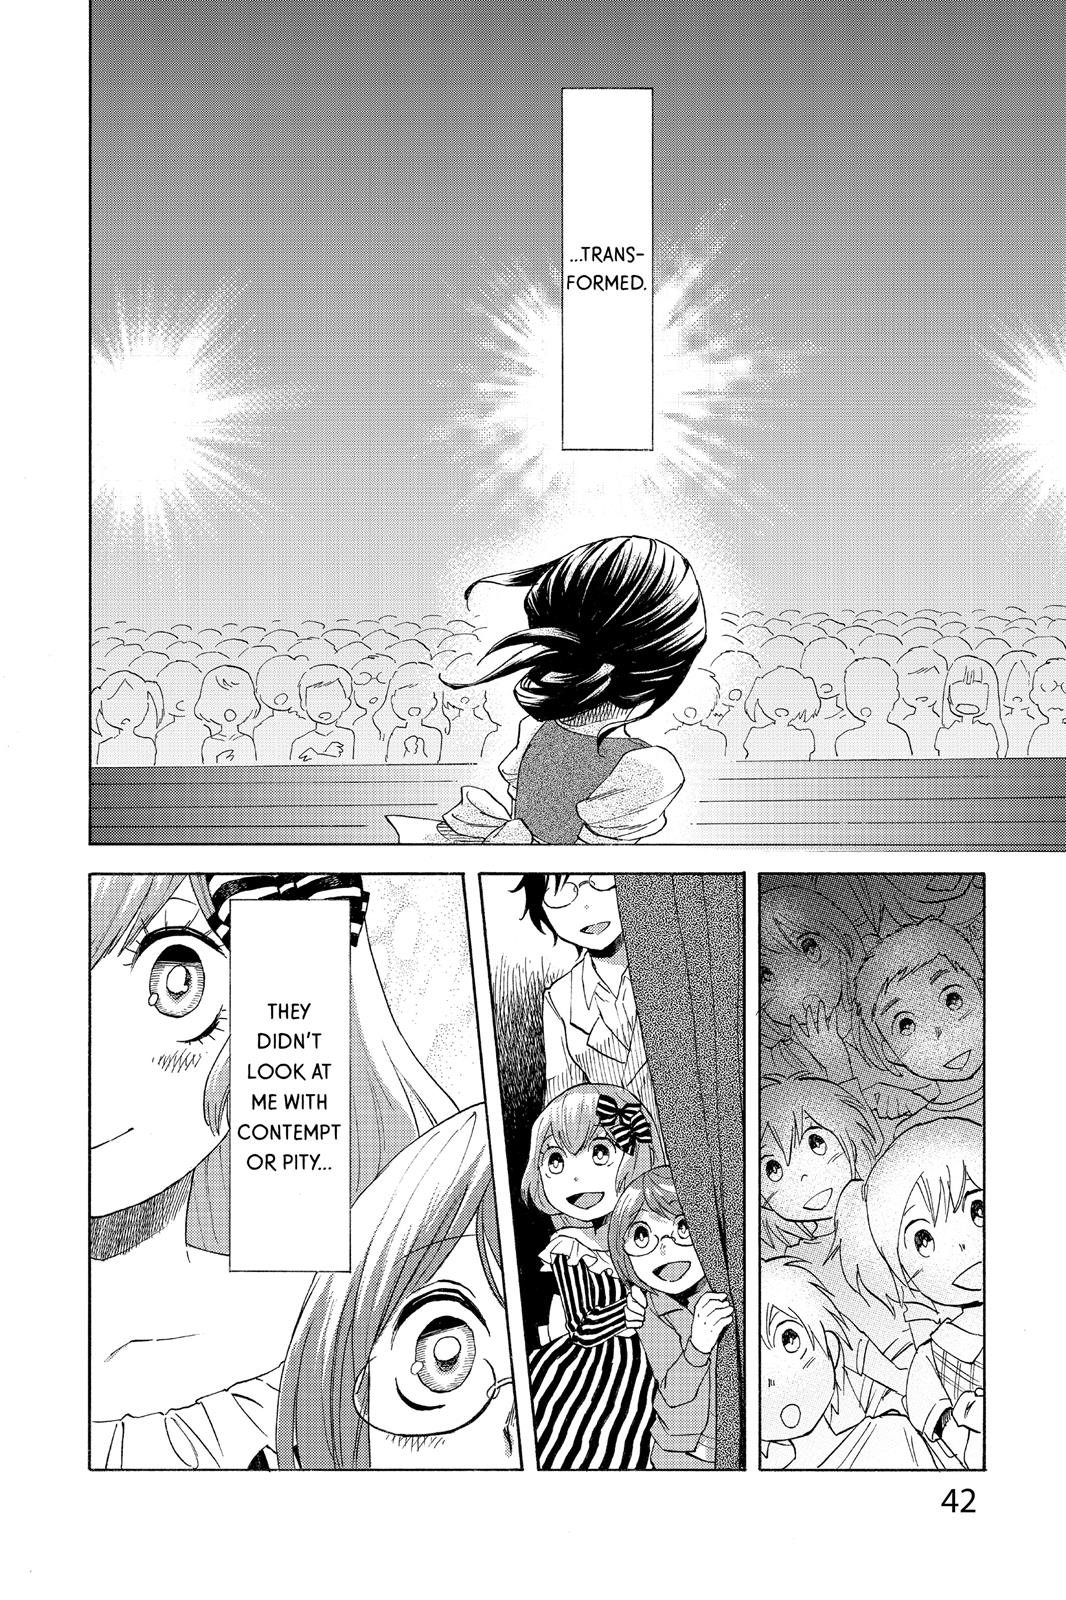 ...TRANS-
FORMED.
THEY
DIDN'T
LOOK AT
ME WITH
CONTEMPT
OR PITY...
42